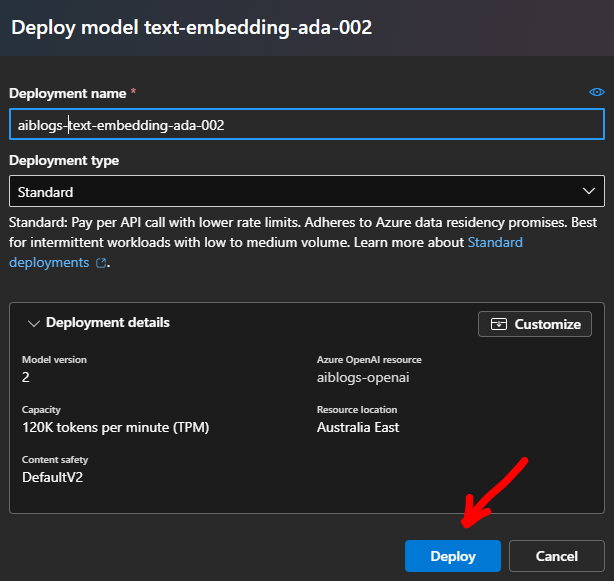 Deploy model text-embedding-ada-002
Deployment name *
aiblogs-text-embedding-ada-002
Deployment type
Standard
Standard: Pay per API call with lower rate limits. Adheres to Azure data residency promises. Best
for intermittent workloads with low to medium volume. Learn more about Standard
deployments.
Deployment details
Customize
Model version
2
Azure OpenAI resource
aiblogs-openai
Capacity
120K tokens per minute (TPM)
Resource location
Australia East
Content safety
DefaultV2
Deploy
Cancel